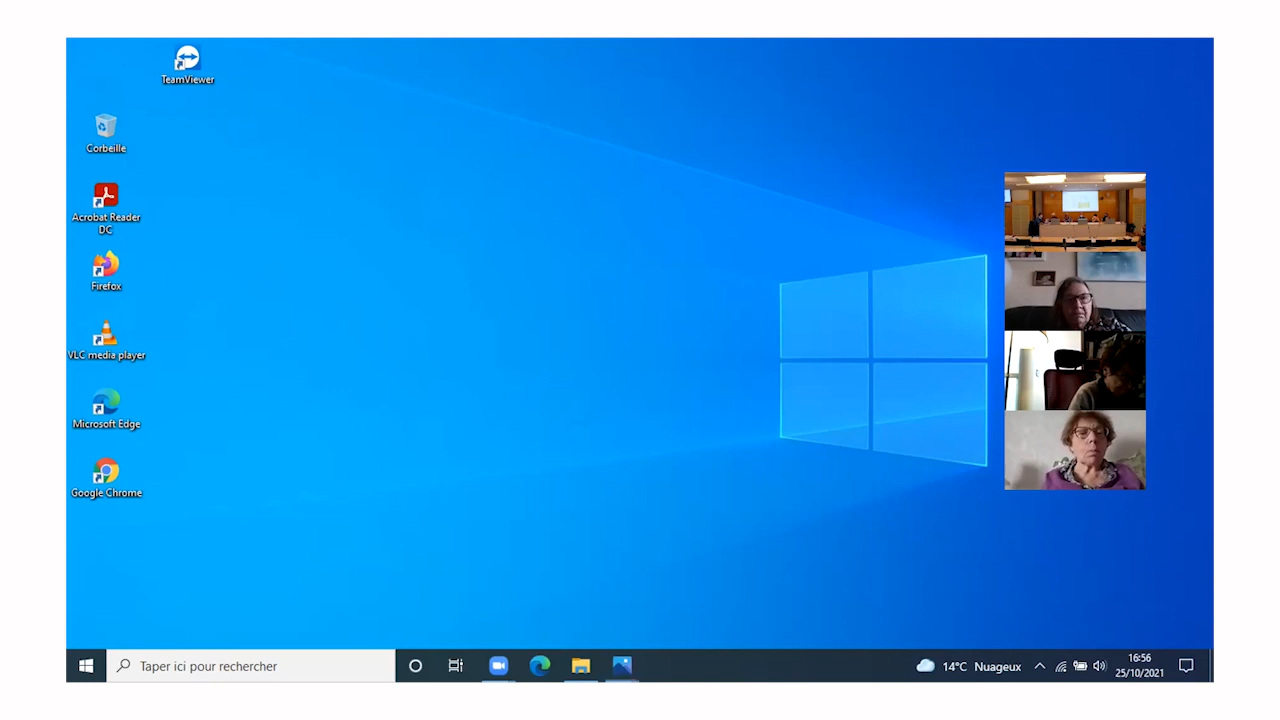 TeamViewer
Corbeille
Acrobat Reader
DC
Firefox
VLC media player
Microsoft Edge
Google Chrome
Taper ici pour rechercher
14°C Nuageux
16:56
25/10/2021